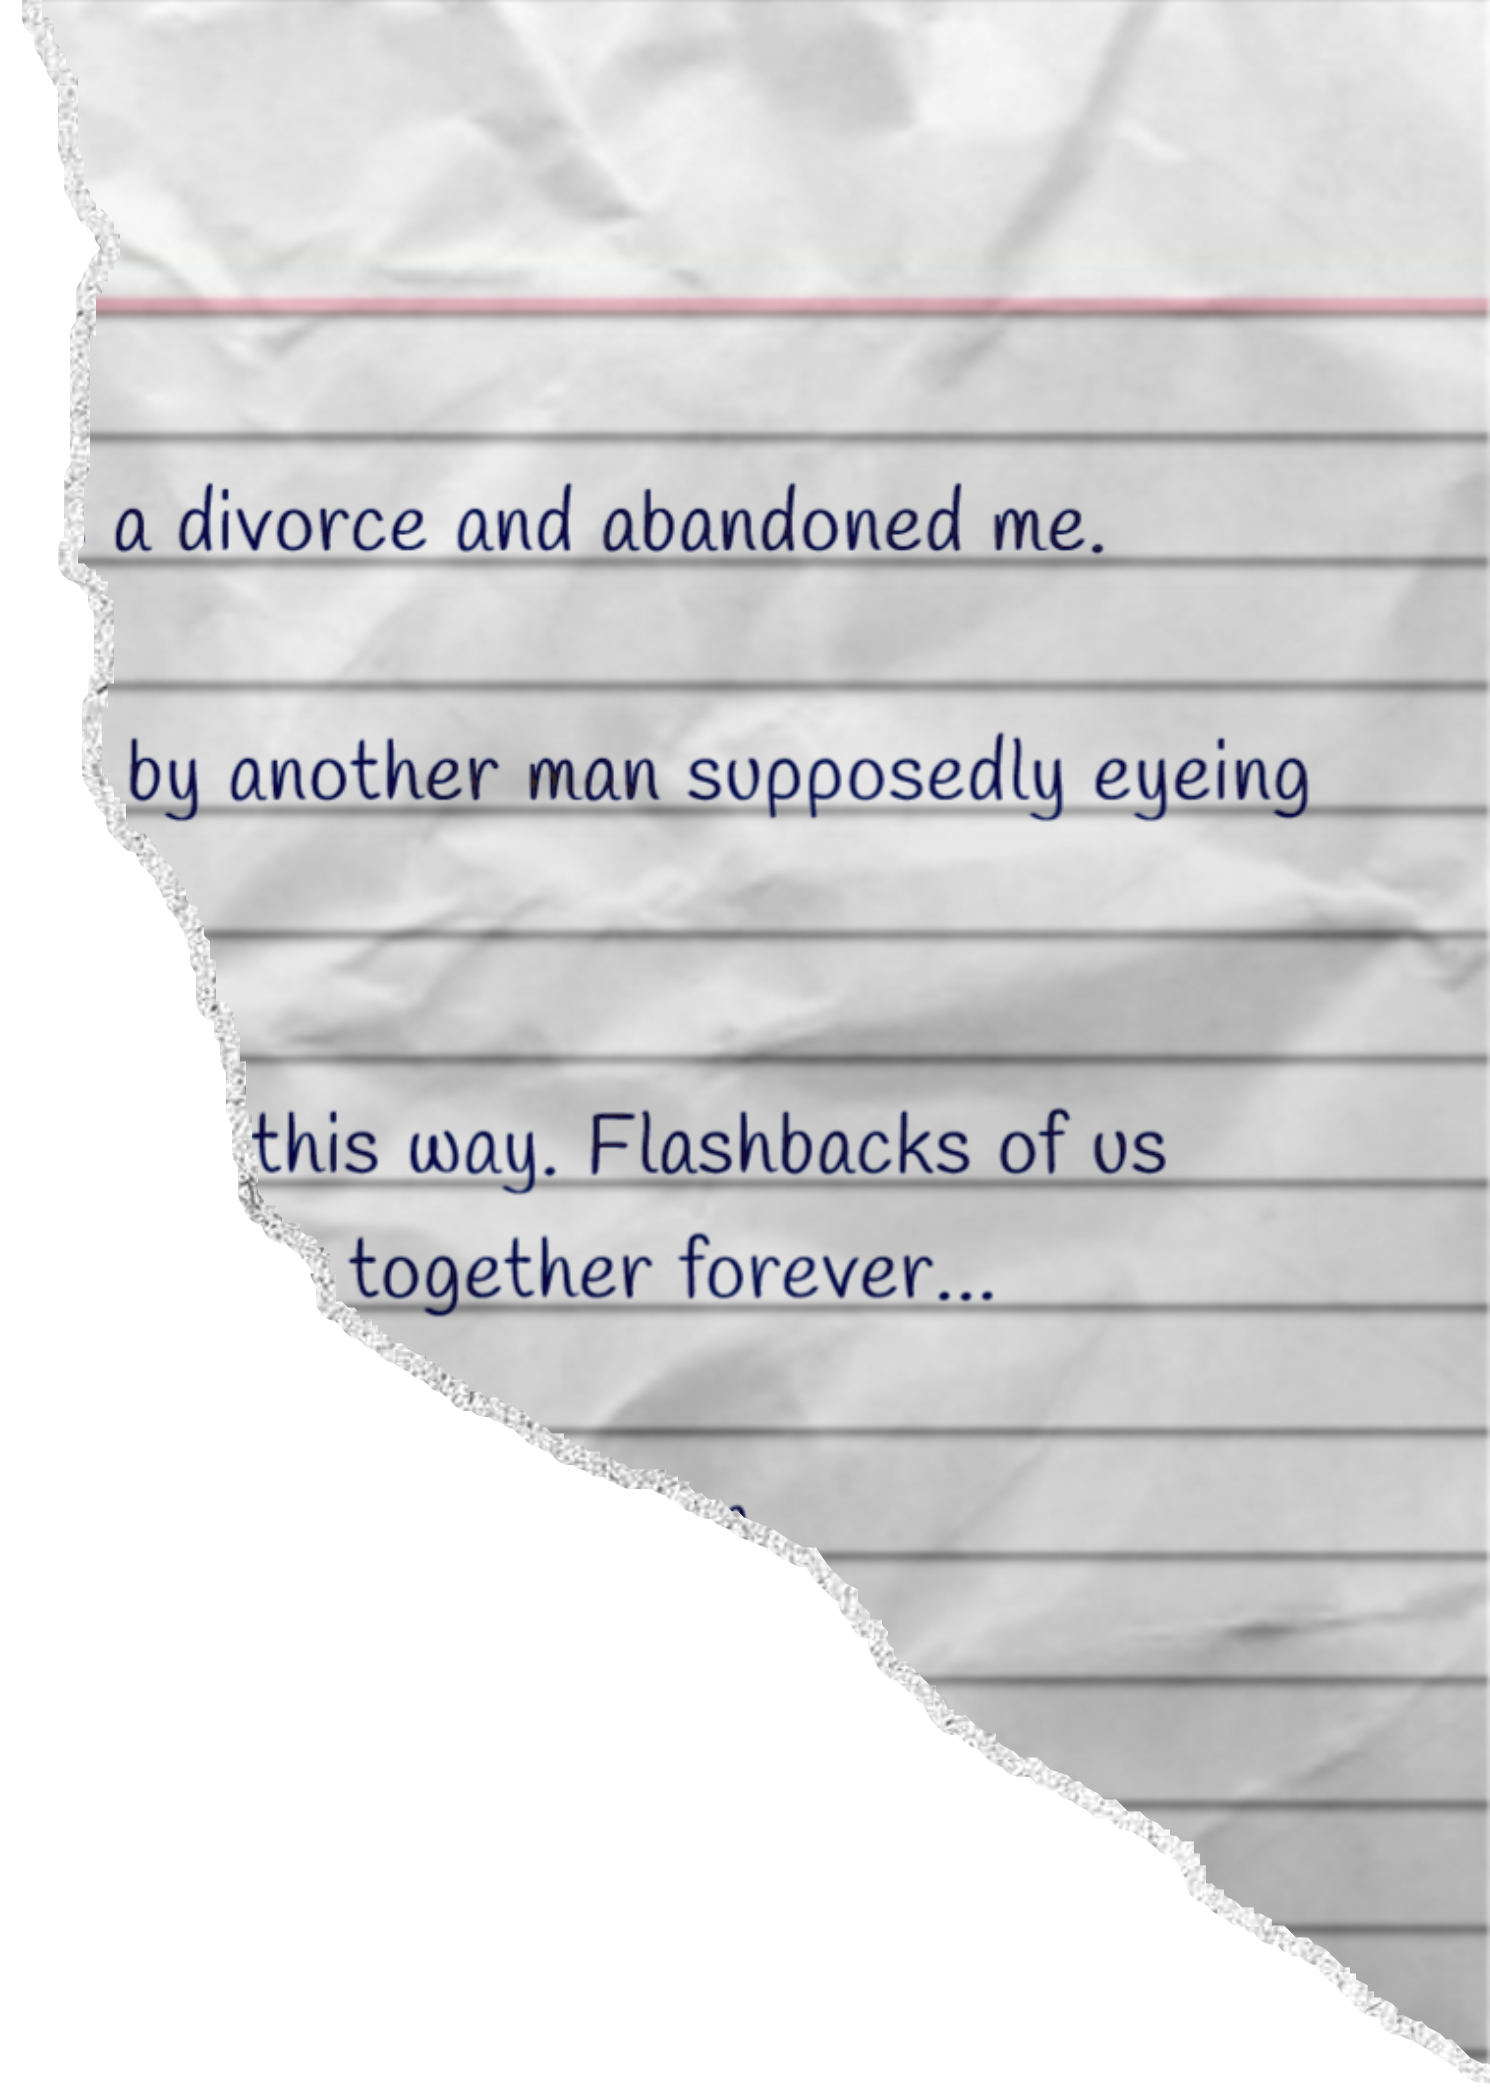 a divorce and abandoned me.
by another man supposedly eyeing
this way. Flashbacks of us
together forever...